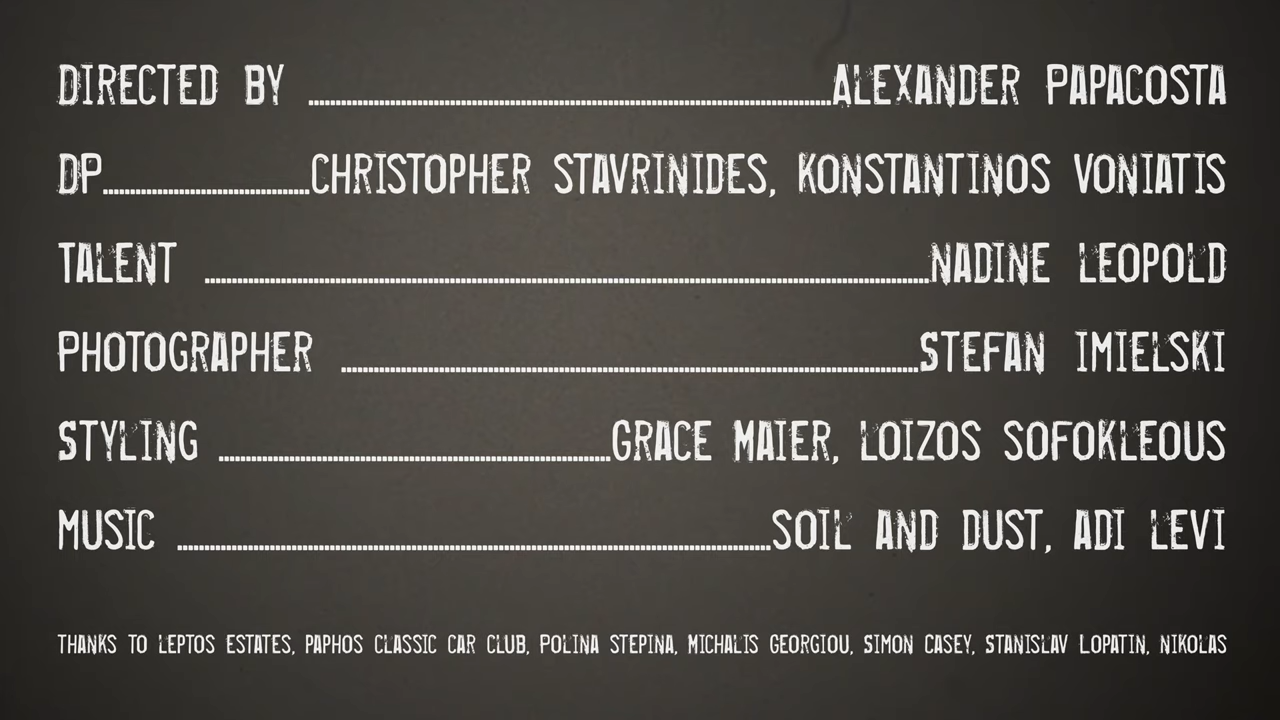 DIRECTED BY ........................ALEXANDER PAPACOSTA
DP........................CHRISTOPHER STAVRINIDES, KONSTANTINOS VONIATIS
TALENT ........................NADINE LEOPOLD
PHOTOGRAPHER ........................STEFAN IMIELSKI
STYLING ........................GRACE MAIER, LOIZOS SOFOKLEOUS
MUSIC ........................SOIL AND DUST, ADI LEVI
THANKS TO LEPTOS ESTATES, PAPHOS CLASSIC CAR CLUB, POLINA STEPINA, MICHALIS GEORGIOU, SIMON CASEY, STANISLAV LOPATIN, NIKOLAS